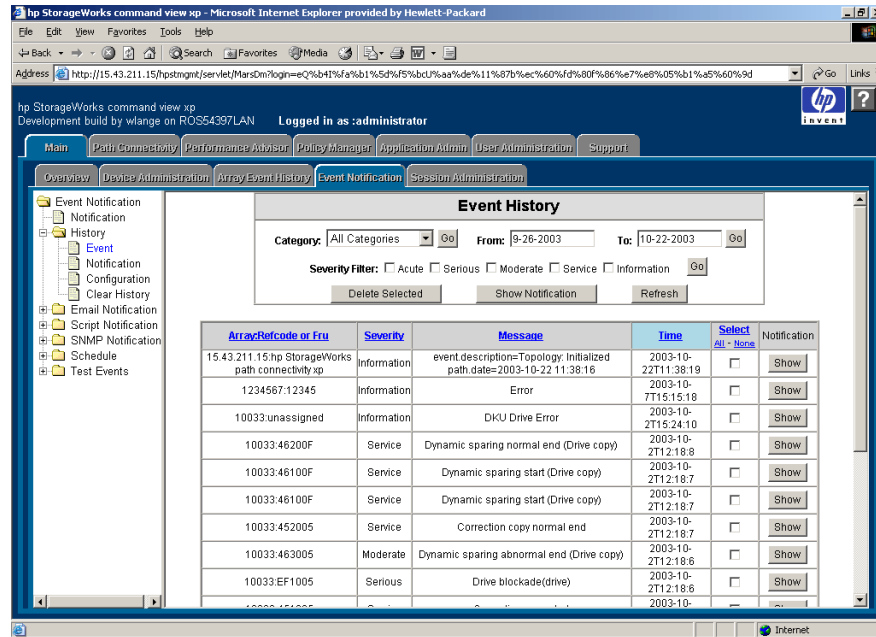 hp StorageWorks command view xp - Microsoft Internet Explorer provided by Hewlett-Packard
File Edit View Favorites Tools Help
Back Search Favorites Media
Address http://15.43.211.15/hpstmgmt/servlet/MarsDm?login=eQ%b4I%fa%b1%5d%f5%bcU%aa%de%11%87b%ec%60%fd%80f%86%e7%e8%05%b1%a5%60%9d Go Links
hp StorageWorks command view xp
Development build by wlange on ROS54397LAN Logged in as :administrator
hp
invent
?
Main Path Connectivity Performance Advisor Policy Manager Application Admin User Administration Support
Overview Device Administration Array Event History Event Notification Session Administration
Event Notification
Notification
History
Event
Notification
Configuration
Clear History
Email Notification
Script Notification
SNMP Notification
Schedule
Test Events
Event History
Category: All Categories Go From: 9-26-2003 To: 10-22-2003 Go
Severity Filter: Acute Serious Moderate Service Information Go
Delete Selected Show Notification Refresh
Array:Refcode or Fru Severity Message Time Select All - None Notification
15.43.211.15:hp StorageWorks path connectivity xp Information event.description=Topology: Initialized path.date=2003-10-22 11:38:16 2003-10-22T11:38:19 Show
1234567:12345 Information Error 2003-10-7T15:15:18 Show
10033:unassigned Information DKU Drive Error 2003-10-2T15:24:10 Show
10033:46200F Service Dynamic sparing normal end (Drive copy) 2003-10-2T12:18:8 Show
10033:46100F Service Dynamic sparing start (Drive copy) 2003-10-2T12:18:7 Show
10033:46100F Service Dynamic sparing start (Drive copy) 2003-10-2T12:18:7 Show
10033:452005 Service Correction copy normal end 2003-10-2T12:18:7 Show
10033:463005 Moderate Dynamic sparing abnormal end (Drive copy) 2003-10-2T12:18:6 Show
10033:EF1005 Serious Drive blockade(drive) 2003-10-2T12:18:6 Show
2003-10-
Internet